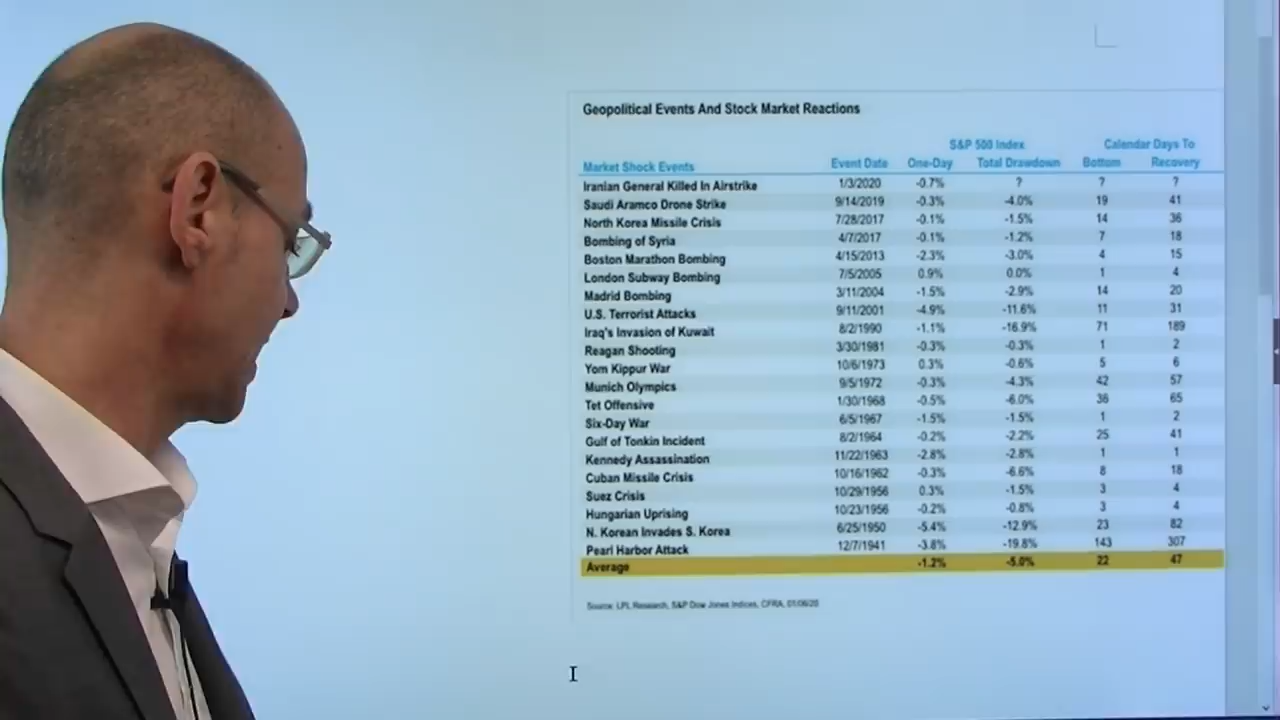 Geopolitical Events And Stock Market Reactions
S&P 500 Index Calendar Days To
Market Shock Events Event Date One-Day Total Drawdown Bottom Recovery
Iranian General Killed In Airstrike 1/3/2020 -0.7% ? ? ?
Saudi Aramco Drone Strike 9/14/2019 -0.3% -4.0% 19 41
North Korea Missile Crisis 7/28/2017 -0.1% -1.5% 14 36
Bombing of Syria 4/7/2017 -0.1% -1.2% 7 18
Boston Marathon Bombing 4/15/2013 -2.3% -3.0% 4 15
London Subway Bombing 7/5/2005 0.9% 0.0% 1 4
Madrid Bombing 3/11/2004 -1.5% -2.9% 14 20
U.S. Terrorist Attacks 9/11/2001 -4.9% -11.6% 11 31
Iraq's Invasion of Kuwait 8/2/1990 -1.1% -16.9% 71 189
Reagan Shooting 3/30/1981 -0.3% -0.3% 1 2
Yom Kippur War 10/6/1973 0.3% -0.6% 5 6
Munich Olympics 9/5/1972 -0.3% -4.3% 42 57
Tet Offensive 1/30/1968 -0.5% -6.0% 36 65
Six-Day War 6/5/1967 -1.5% -1.5% 1 2
Gulf of Tonkin Incident 8/2/1964 -0.2% -2.2% 25 41
Kennedy Assassination 11/22/1963 -2.8% -2.8% 1 1
Cuban Missile Crisis 10/16/1962 -0.3% -6.6% 8 18
Suez Crisis 10/29/1956 0.3% -1.5% 3 4
Hungarian Uprising 10/23/1956 -0.2% -0.8% 3 4
N. Korean Invades S. Korea 6/25/1950 -5.4% -12.9% 23 82
Pearl Harbor Attack 12/7/1941 -3.8% -19.8% 143 307
Average -1.2% -5.0% 22 47
Source: LPL Research, S&P Dow Jones Indices, CFRA, 01/06/20